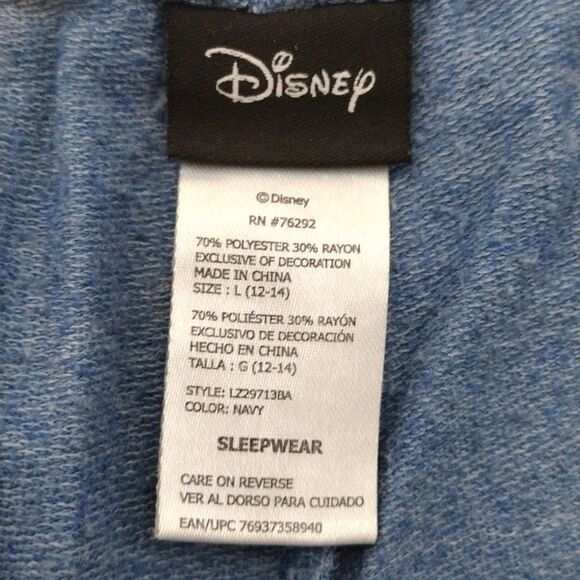 Disney
© Disney
RN #76292
70% POLYESTER 30% RAYON
EXCLUSIVE OF DECORATION
MADE IN CHINA
SIZE : L (12-14)
70% POLIÉSTER 30% RAYÓN
EXCLUSIVO DE DECORACIÓN
HECHO EN CHINA
TALLA : G (12-14)
STYLE: LZ29713BA
COLOR: NAVY
SLEEPWEAR
CARE ON REVERSE
VER AL DORSO PARA CUIDADO
EAN/UPC 76937358940